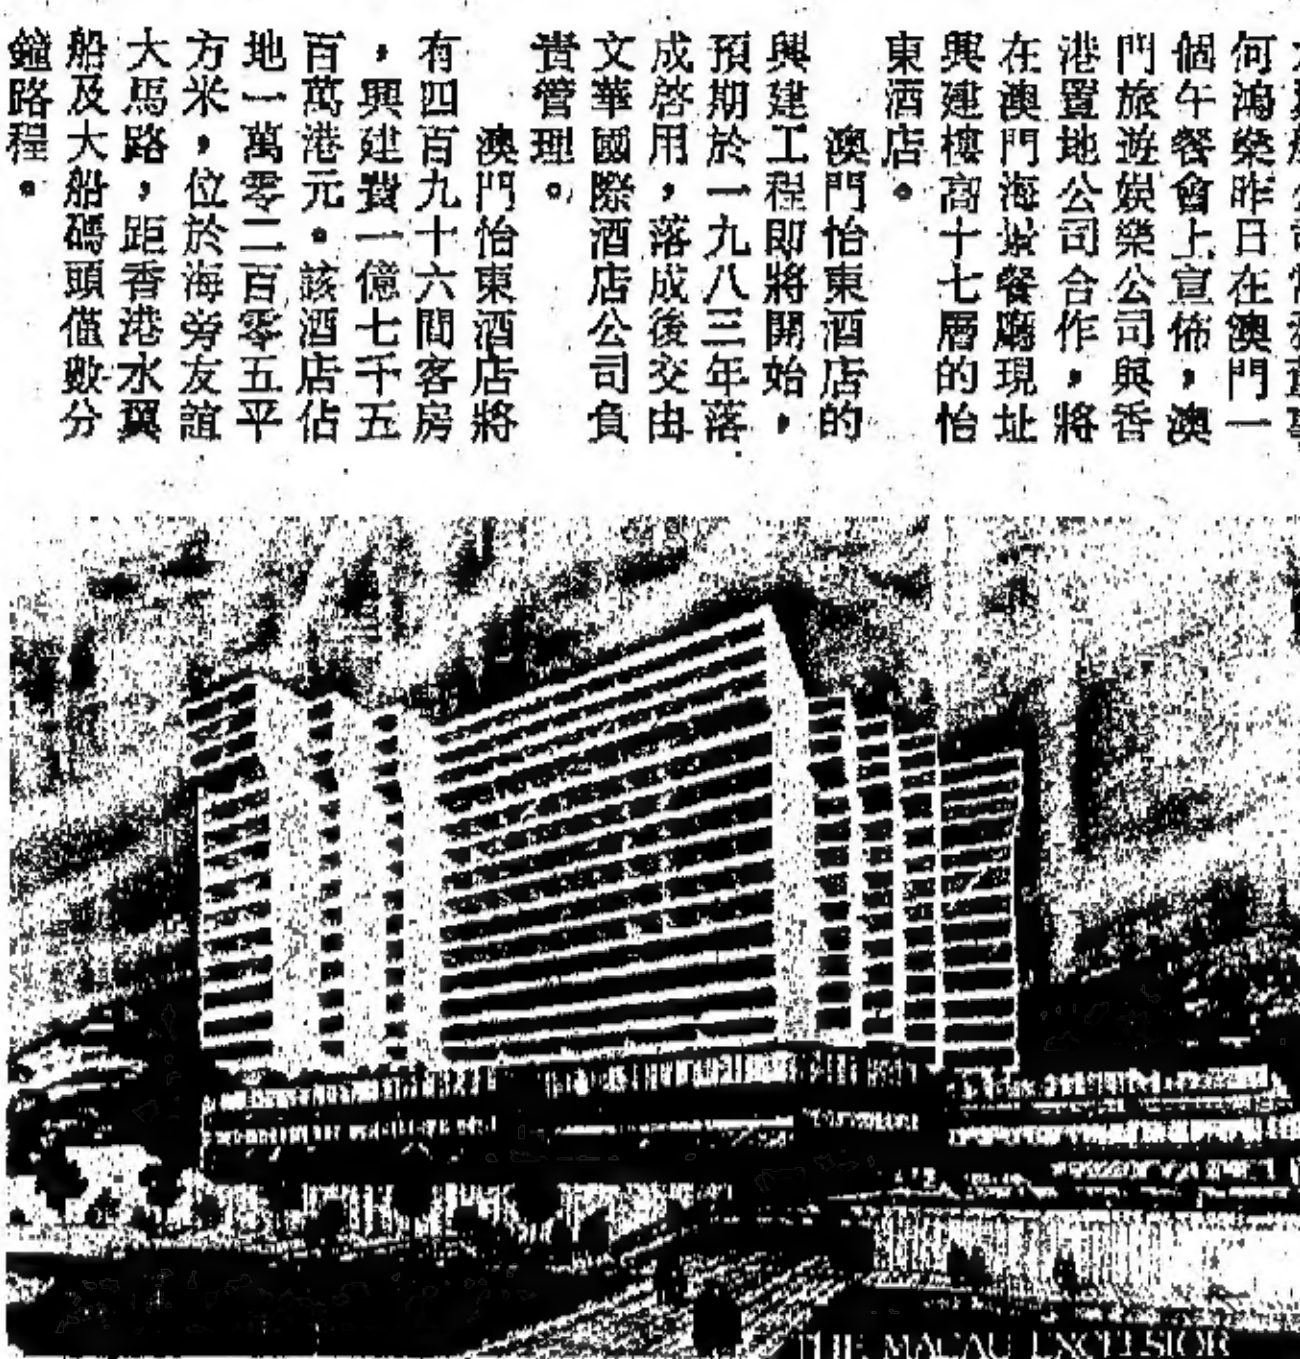 何鴻燊昨日在澳門一
個午餐會上宣佈，澳
門旅遊娛樂公司與香
港置地公司合作，將
在澳門海景餐廳現址
興建樓高十七層的怡
東酒店。
澳門怡東酒店的
興建工程即將開始，
預期於一九八三年落
成啓用，落成後交由
文華國際酒店公司負
責管理。
澳門怡東酒店將
有四百九十六間客房
，興建費一億七千五
百萬港元。該酒店佔
地一萬零二百零五平
方米，位於海旁友誼
大馬路，距香港水翼
船及大船碼頭僅數分
鐘路程。
THE MACAU EXCELSIOR